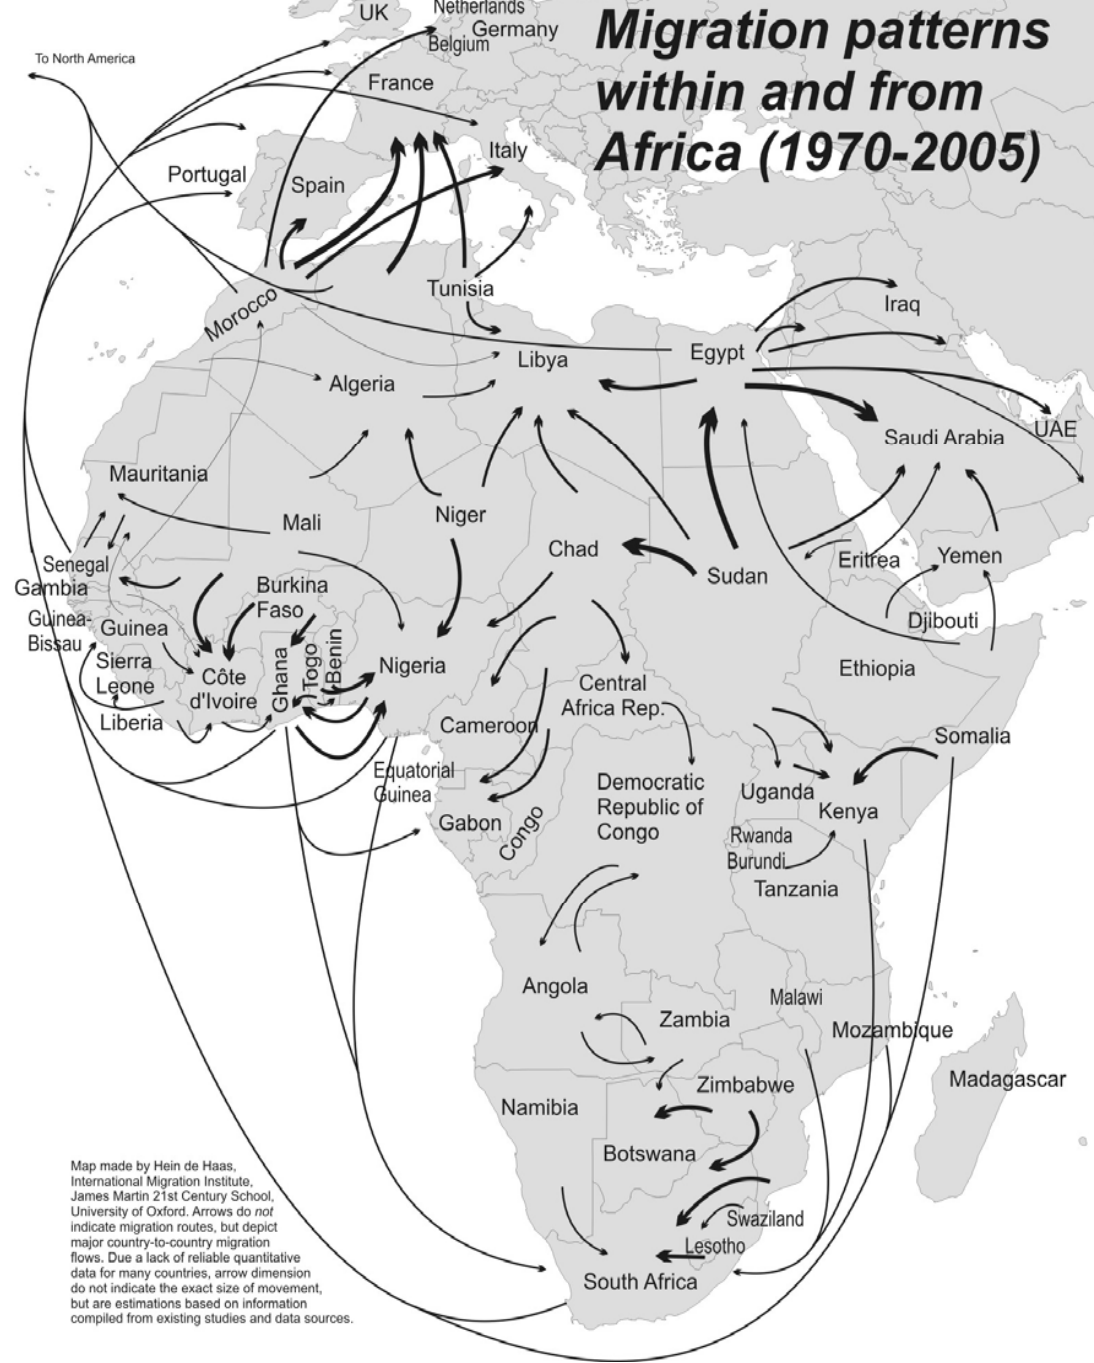 Migration patterns
within and from
Africa (1970-2005)
UK
Netherlands
Germany
Belgium
To North America
France
Italy
Portugal
Spain
Tunisia
Morocco
Iraq
Libya
Egypt
Algeria
UAE
Saudi Arabia
Mauritania
Niger
Mali
Chad
Sudan
Eritrea
Yemen
Senegal
Gambia
Burkina
Faso
Guinea-
Bissau
Guinea
Djibouti
Sierra
Leone
Côte
d'Ivoire
Ghana
Togo
Benin
Nigeria
Ethiopia
Central
Africa Rep.
Liberia
Cameroon
Somalia
Equatorial
Guinea
Democratic
Republic of
Congo
Uganda
Kenya
Gabon
Congo
Rwanda
Burundi
Tanzania
Angola
Malawi
Zambia
Mozambique
Madagascar
Zimbabwe
Namibia
Botswana
Swaziland
Lesotho
South Africa
Map made by Hein de Haas,
International Migration Institute,
James Martin 21st Century School,
University of Oxford. Arrows do not
indicate migration routes, but depict
major country-to-country migration
flows. Due a lack of reliable quantitative
data for many countries, arrow dimension
do not indicate the exact size of movement,
but are estimations based on information
compiled from existing studies and data sources.